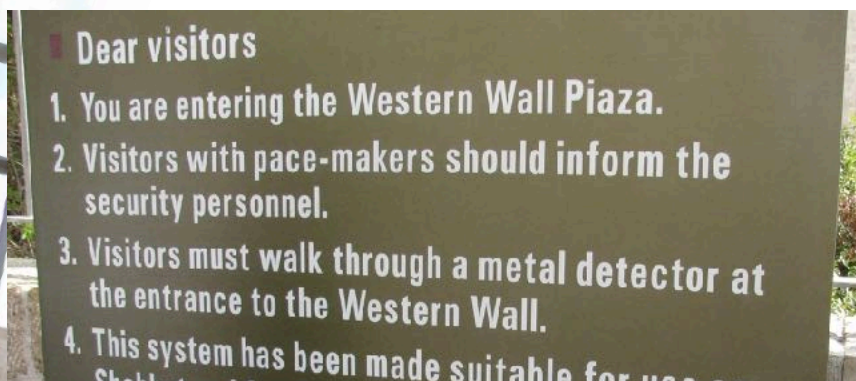 Dear visitors
1. You are entering the Western Wall Piaza.
2. Visitors with pace-makers should inform the
security personnel.
3. Visitors must walk through a metal detector at
the entrance to the Western Wall.
4. This system has been made suitable for use